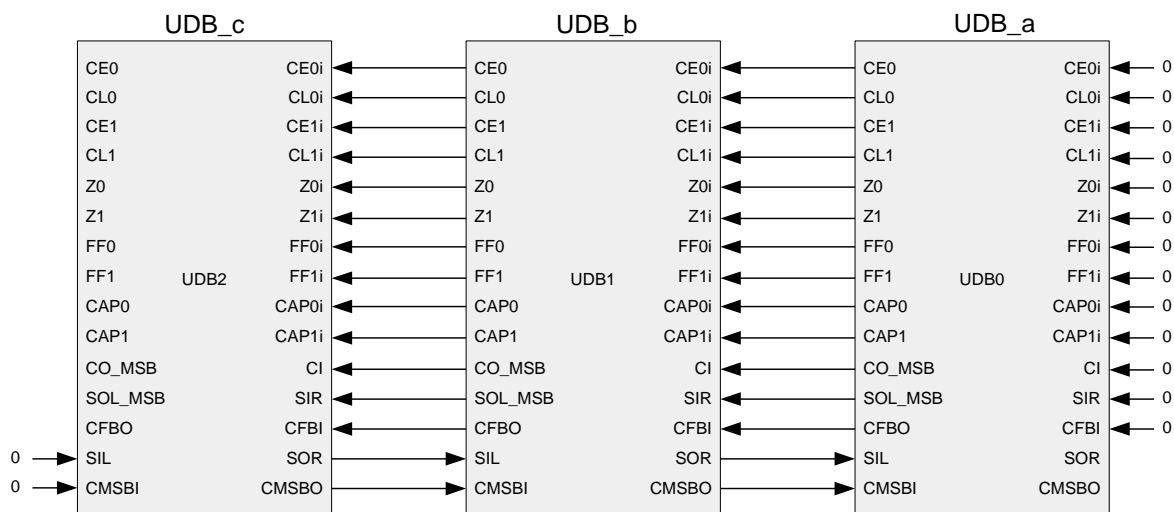 UDB_c UDB_b UDB_a
CE0 CE0i CE0 CE0i CE0 CE0i 0
CL0 CL0i CL0 CL0i CL0 CL0i 0
CE1 CE1i CE1 CE1i CE1 CE1i 0
CL1 CL1i CL1 CL1i CL1 CL1i 0
Z0 Z0i Z0 Z0i Z0 Z0i 0
Z1 Z1i Z1 Z1i Z1 Z1i 0
FF0 FF0i FF0 FF0i FF0 FF0i 0
FF1 UDB2 FF1i FF1 UDB1 FF1i FF1 UDB0 FF1i 0
CAP0 CAP0i CAP0 CAP0i CAP0 CAP0i 0
CAP1 CAP1i CAP1 CAP1i CAP1 CAP1i 0
CO_MSB CI CO_MSB CI CO_MSB CI 0
SOL_MSB SIR SOL_MSB SIR SOL_MSB SIR 0
CFBO CFBI CFBO CFBI CFBO CFBI 0
0 SIL SOR SIL SOR SIL SOR
0 CMSBI CMSBO CMSBI CMSBO CMSBI CMSBO